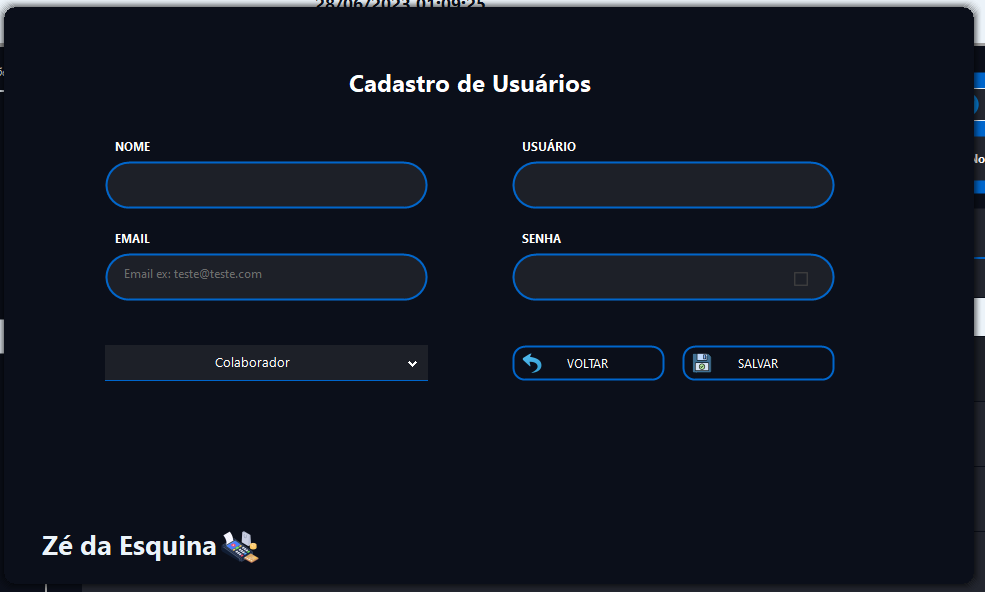 28/06/2023 01:09:25
Cadastro de Usuários
NOME
USUÁRIO
EMAIL
SENHA
Email ex: teste@teste.com
Colaborador
VOLTAR
SALVAR
Zé da Esquina